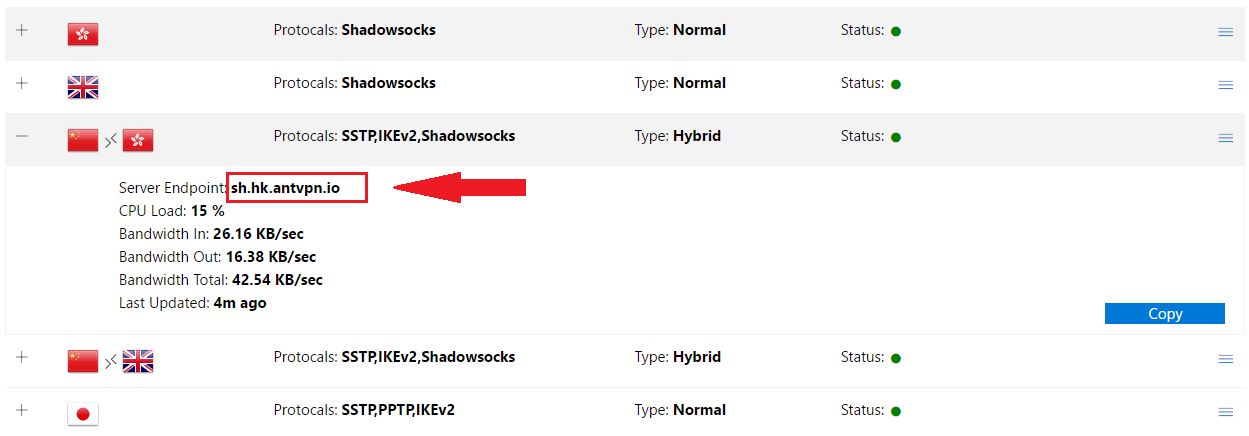 Protocals: Shadowsocks Type: Normal Status:
Protocals: Shadowsocks Type: Normal Status:
Protocals: SSTP,IKEv2,Shadowsocks Type: Hybrid Status:
Server Endpoint: sh.hk.antvpn.io
CPU Load: 15 %
Bandwidth In: 26.16 KB/sec
Bandwidth Out: 16.38 KB/sec
Bandwidth Total: 42.54 KB/sec
Last Updated: 4m ago
Copy
Protocals: SSTP,IKEv2,Shadowsocks Type: Hybrid Status:
Protocals: SSTP,PPTP,IKEv2 Type: Normal Status: